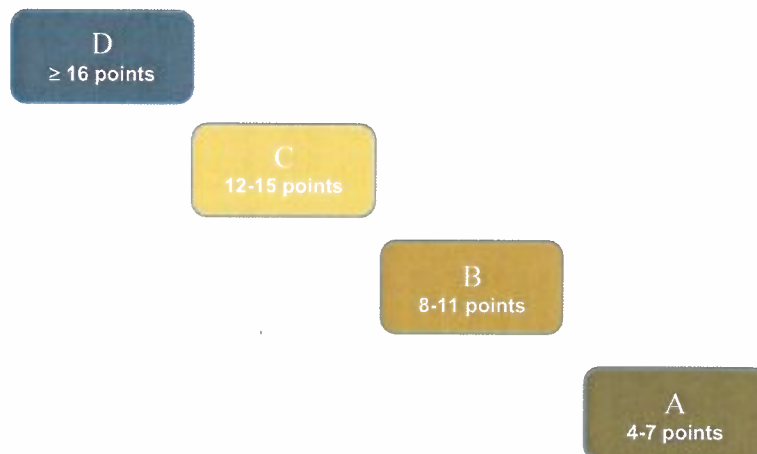 D
≥ 16 points
C
12-15 points
B
8-11 points
A
4-7 points